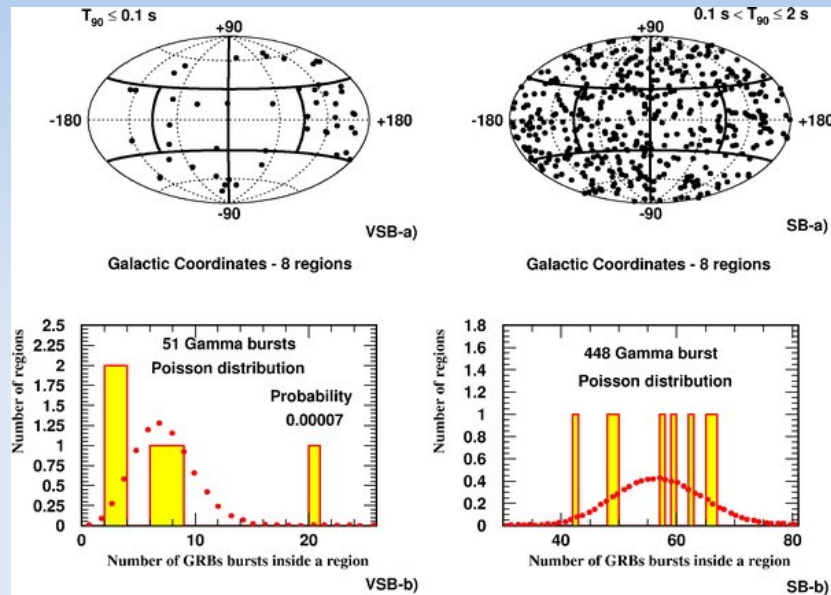 T90 ≤ 0.1 s
+90
-180
+180
-90
VSB-a)
Galactic Coordinates - 8 regions
0.1 s < T90 ≤ 2 s
+90
-180
+180
-90
SB-a)
Galactic Coordinates - 8 regions
Number of regions
2.5
2.25
2
1.75
1.5
1.25
1
0.75
0.5
0.25
0
51 Gamma bursts
Poisson distribution
Probability
0.00007
0
10
20
Number of GRBs bursts inside a region
VSB-b)
Number of regions
1.8
1.6
1.4
1.2
1
0.8
0.6
0.4
0.2
0
448 Gamma burst
Poisson distribution
40
60
80
Number of GRBs bursts inside a region
SB-b)